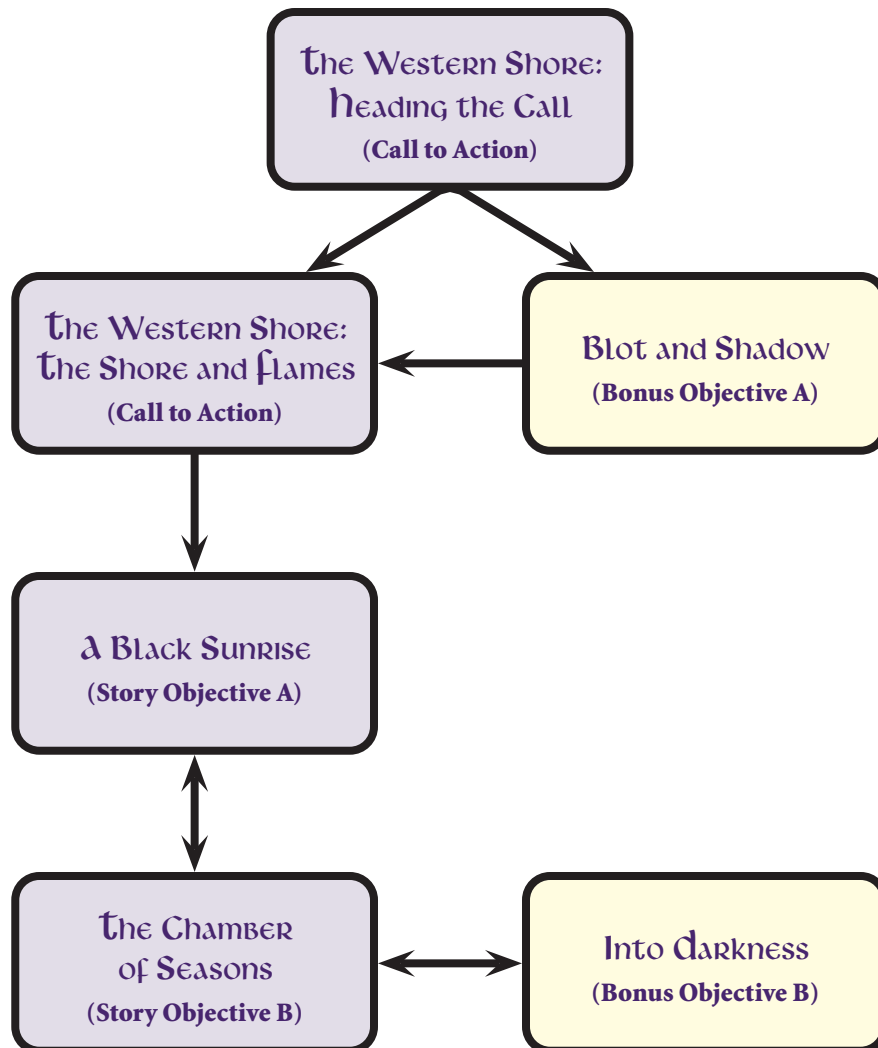 The Western Shore:
Heading the Call
(Call to Action)
The Western Shore:
The Shore and Flames
(Call to Action)
Blot and Shadow
(Bonus Objective A)
A Black Sunrise
(Story Objective A)
The Chamber
of Seasons
(Story Objective B)
Into Darkness
(Bonus Objective B)